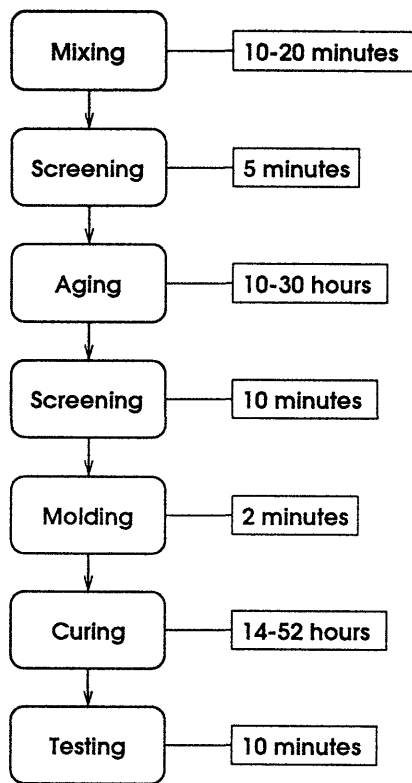 Mixing
10-20 minutes
Screening
5 minutes
Aging
10-30 hours
Screening
10 minutes
Molding
2 minutes
Curing
14-52 hours
Testing
10 minutes